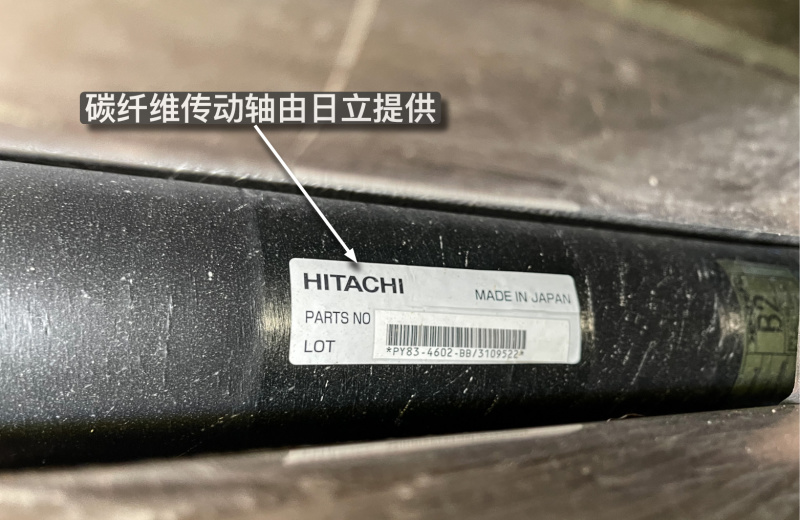 碳纤维传动轴由日立提供
HITACHI
MADE IN JAPAN
PARTS NO
LOT
*PY83-4602-BB/3109522*
B2